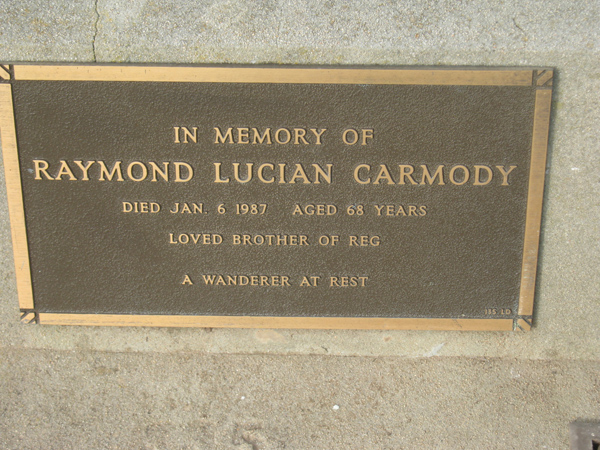 IN MEMORY OF
RAYMOND LUCIAN CARMODY
DIED JAN. 6 1987 AGED 68 YEARS
LOVED BROTHER OF REG
A WANDERER AT REST